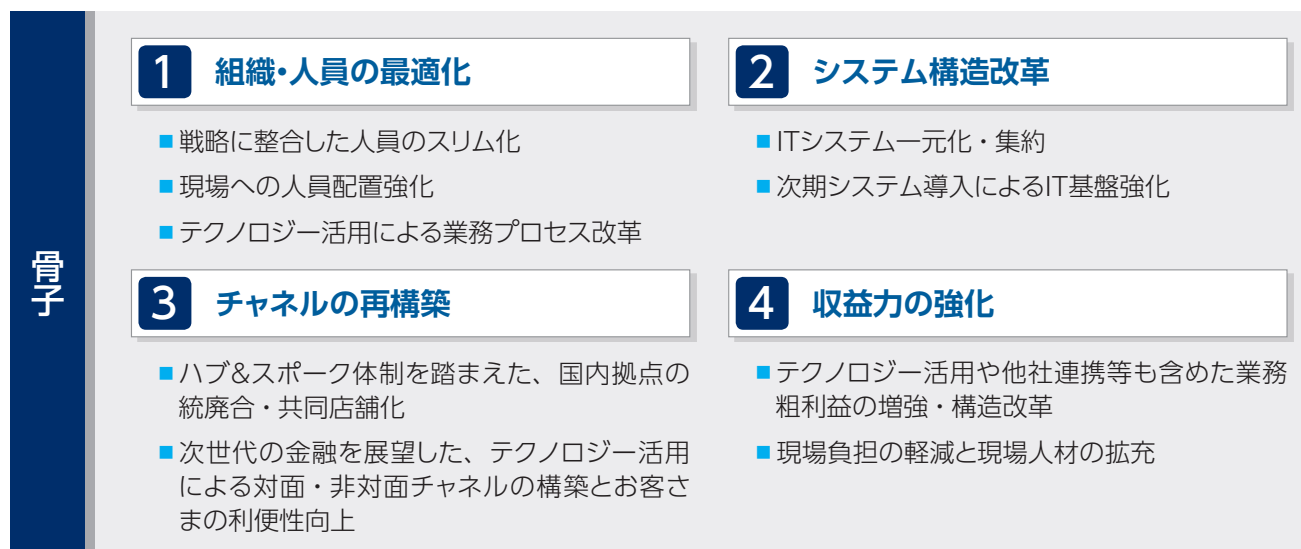 骨子
1 組織・人員の最適化
■戦略に整合した人員のスリム化
■現場への人員配置強化
■テクノロジー活用による業務プロセス改革
2 システム構造改革
■ITシステム一元化・集約
■次期システム導入によるIT基盤強化
3 チャネルの再構築
■ハブ&スポーク体制を踏まえた、国内拠点の
統廃合・共同店舗化
■次世代の金融を展望した、テクノロジー活用
による対面・非対面チャネルの構築とお客さ
まの利便性向上
4 収益力の強化
■テクノロジー活用や他社連携等も含めた業務
粗利益の増強・構造改革
■現場負担の軽減と現場人材の拡充